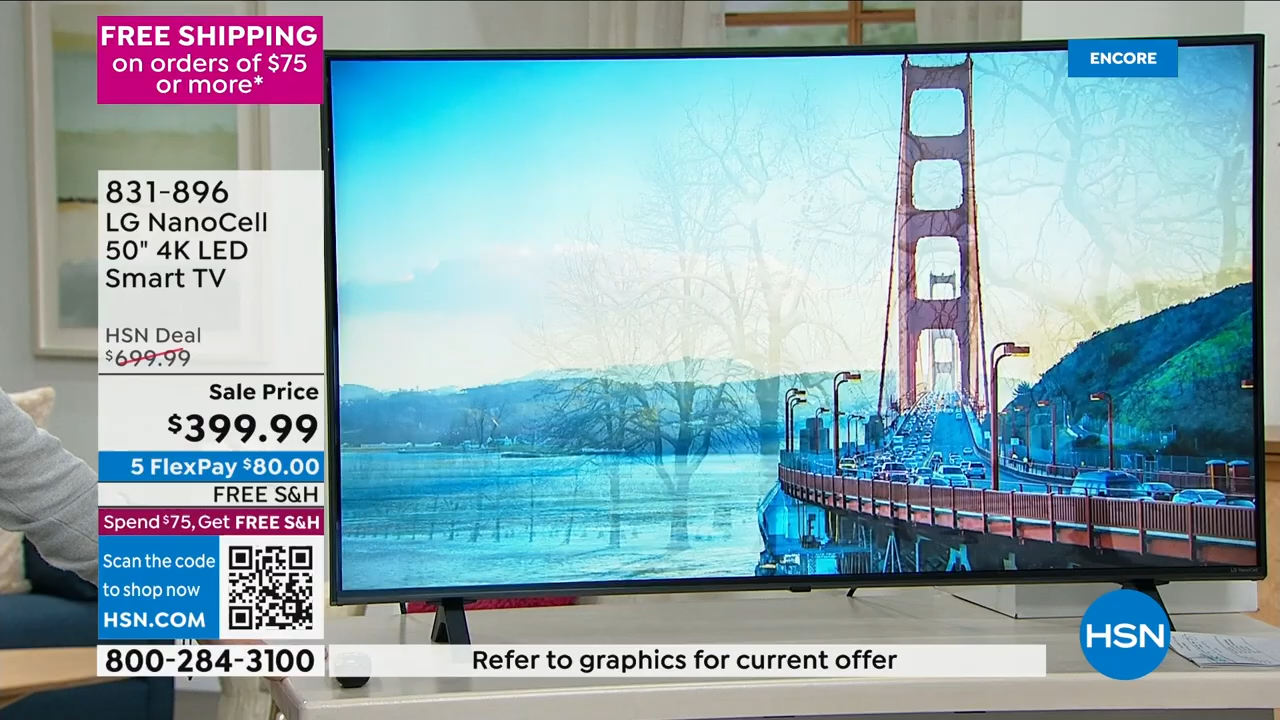 FREE SHIPPING
on orders of $75
or more*
ENCORE
831-896
LG NanoCell
50" 4K LED
Smart TV
HSN Deal
$699.99
Sale Price
$399.99
5 FlexPay $80.00
FREE S&H
Spend $75, Get FREE S&H
Scan the code
to shop now
HSN.COM
800-284-3100
Refer to graphics for current offer
HSN
LG NanoCell